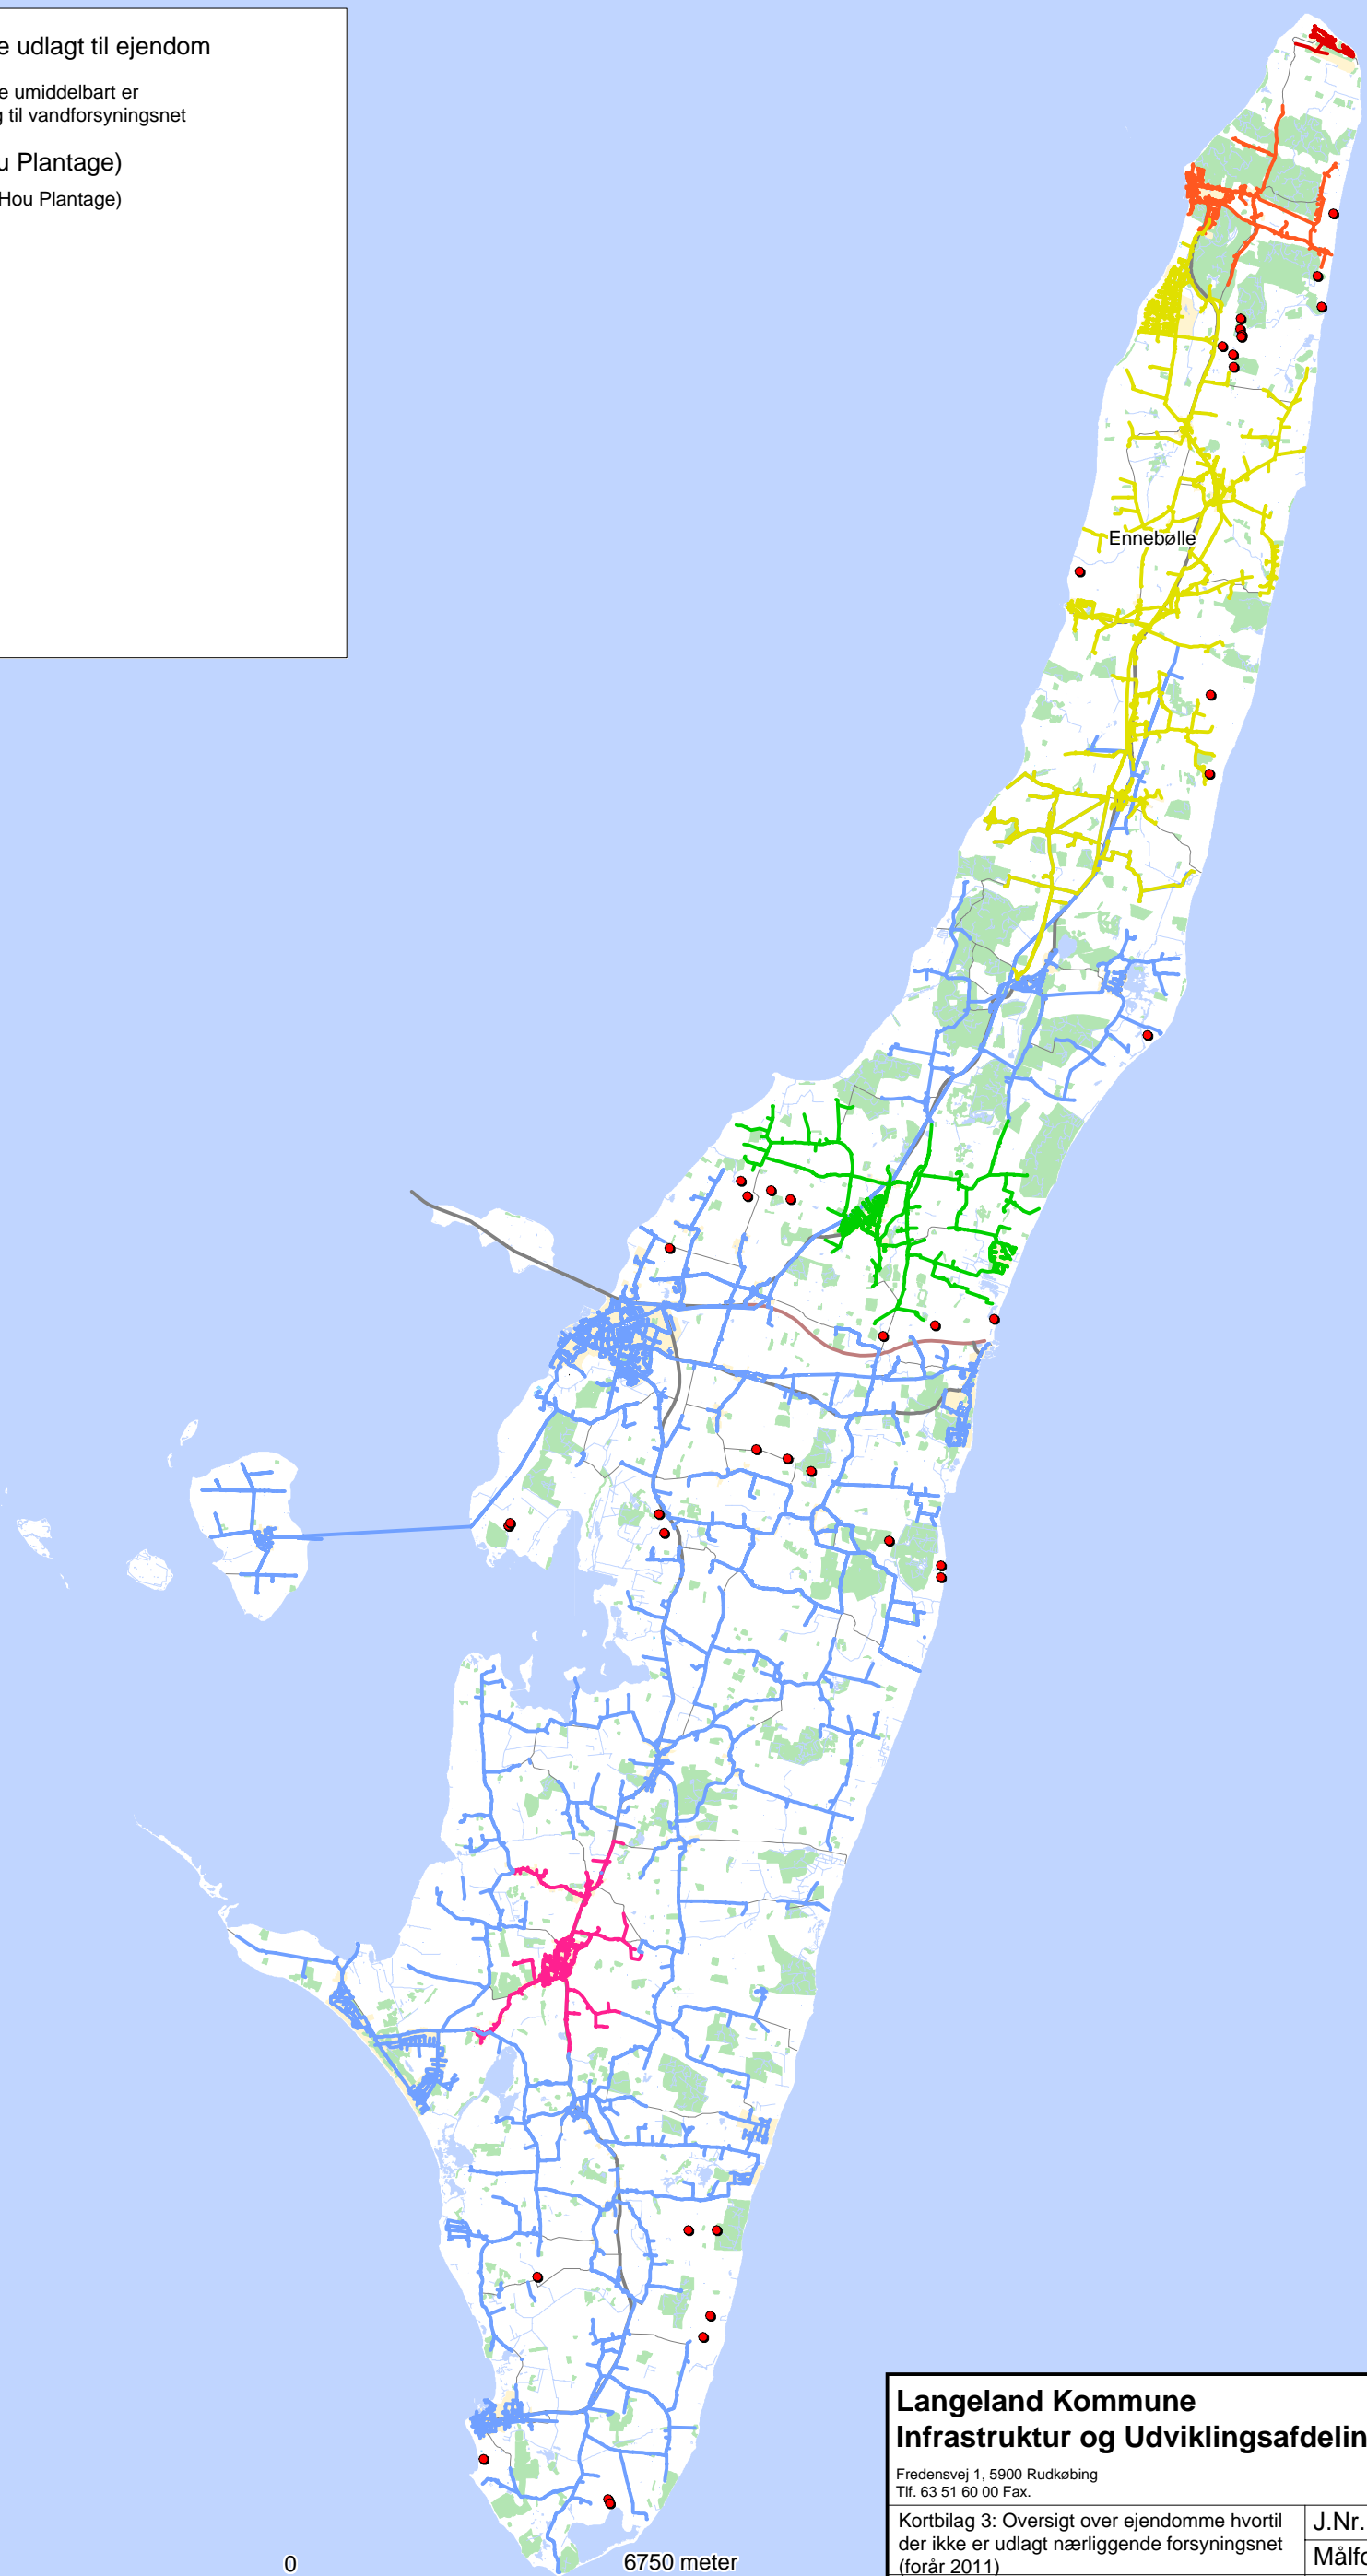 e udlagt til ejendom
e umiddelbart er
g til vandforsyningsnet
u Plantage)
Hou Plantage)
Ennebølle
0
6750 meter
Langeland Kommune
Infrastruktur og Udviklingsafdelin
Fredensvej 1, 5900 Rudkøbing
Tlf. 63 51 60 00 Fax.
Kortbilag 3: Oversigt over ejendomme hvortil
der ikke er udlagt nærliggende forsyningsnet
(forår 2011)
J.Nr.
Målfo